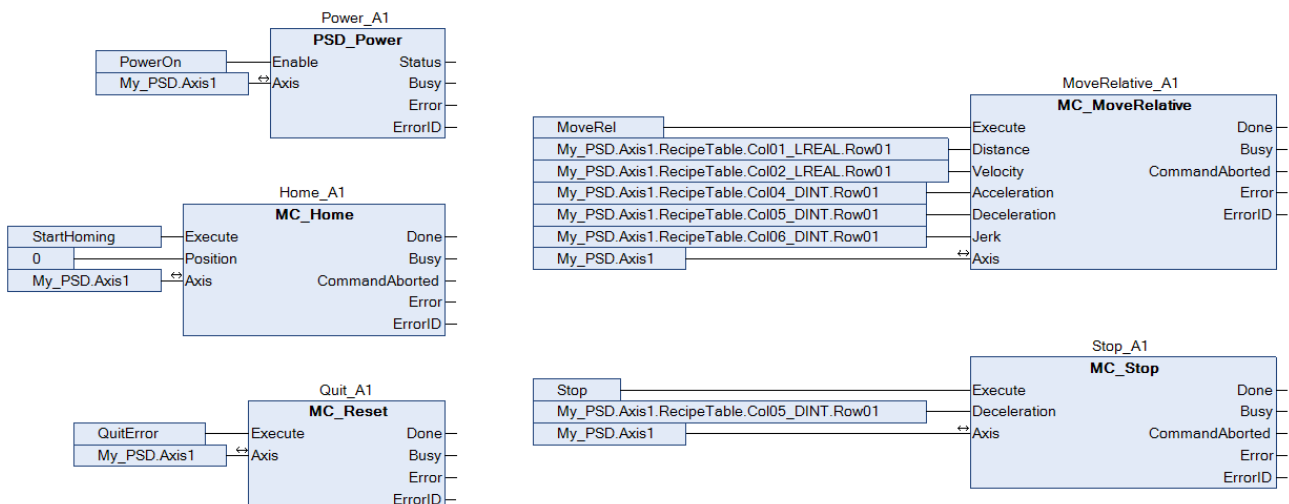 Power_A1
PSD_Power
PowerOn Enable Status
My_PSD.Axis1 Axis Busy
Error
ErrorID
Home_A1
MC_Home
StartHoming Execute Done
0 Position Busy
My_PSD.Axis1 Axis CommandAborted
Error
ErrorID
Quit_A1
MC_Reset
QuitError Execute Done
My_PSD.Axis1 Axis Busy
Error
ErrorID
MoveRelative_A1
MC_MoveRelative
MoveRel Execute Done
My_PSD.Axis1.RecipeTable.Col01_LREAL.Row01 Distance Busy
My_PSD.Axis1.RecipeTable.Col02_LREAL.Row01 Velocity CommandAborted
My_PSD.Axis1.RecipeTable.Col04_DINT.Row01 Acceleration Error
My_PSD.Axis1.RecipeTable.Col05_DINT.Row01 Deceleration ErrorID
My_PSD.Axis1.RecipeTable.Col06_DINT.Row01 Jerk
My_PSD.Axis1 Axis
Stop_A1
MC_Stop
Stop Execute Done
My_PSD.Axis1.RecipeTable.Col05_DINT.Row01 Deceleration Busy
My_PSD.Axis1 Axis CommandAborted
Error
ErrorID